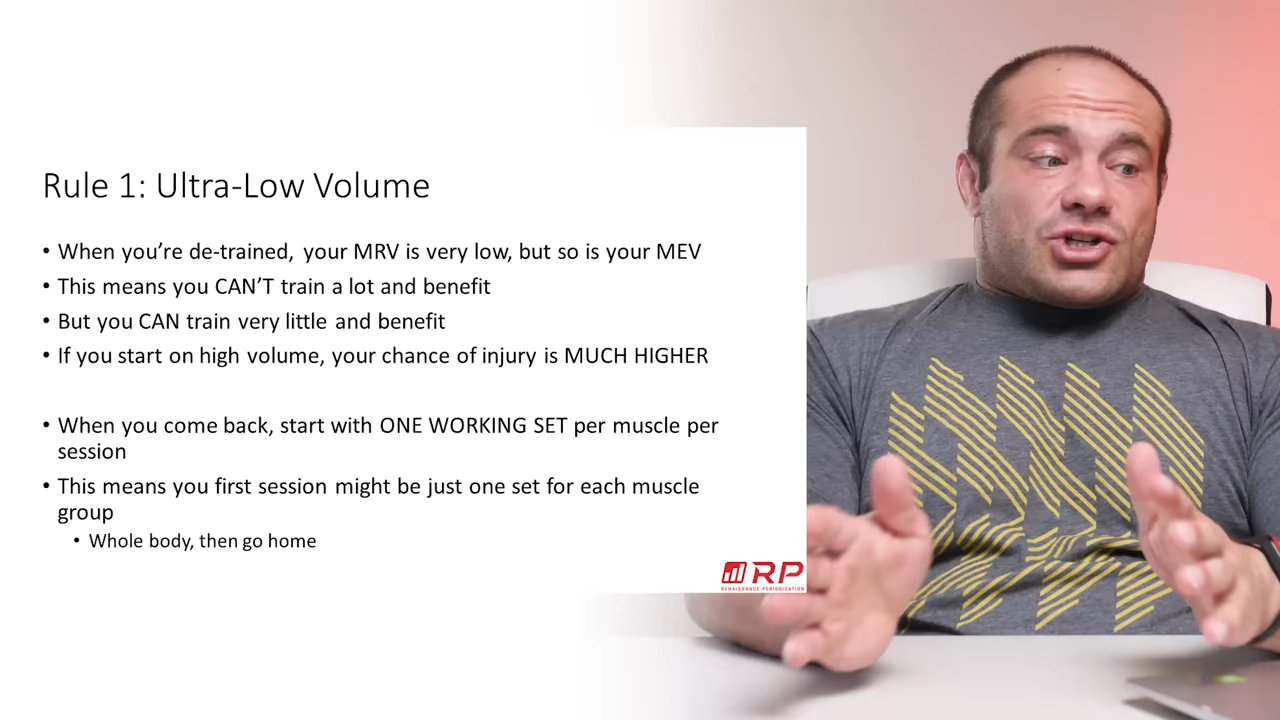 Rule 1: Ultra-Low Volume
• When you're de-trained, your MRV is very low, but so is your MEV
• This means you CAN'T train a lot and benefit
• But you CAN train very little and benefit
• If you start on high volume, your chance of injury is MUCH HIGHER
• When you come back, start with ONE WORKING SET per muscle per
session
• This means you first session might be just one set for each muscle
group
• Whole body, then go home
RP
RENAISSANCE PERIODIZATION